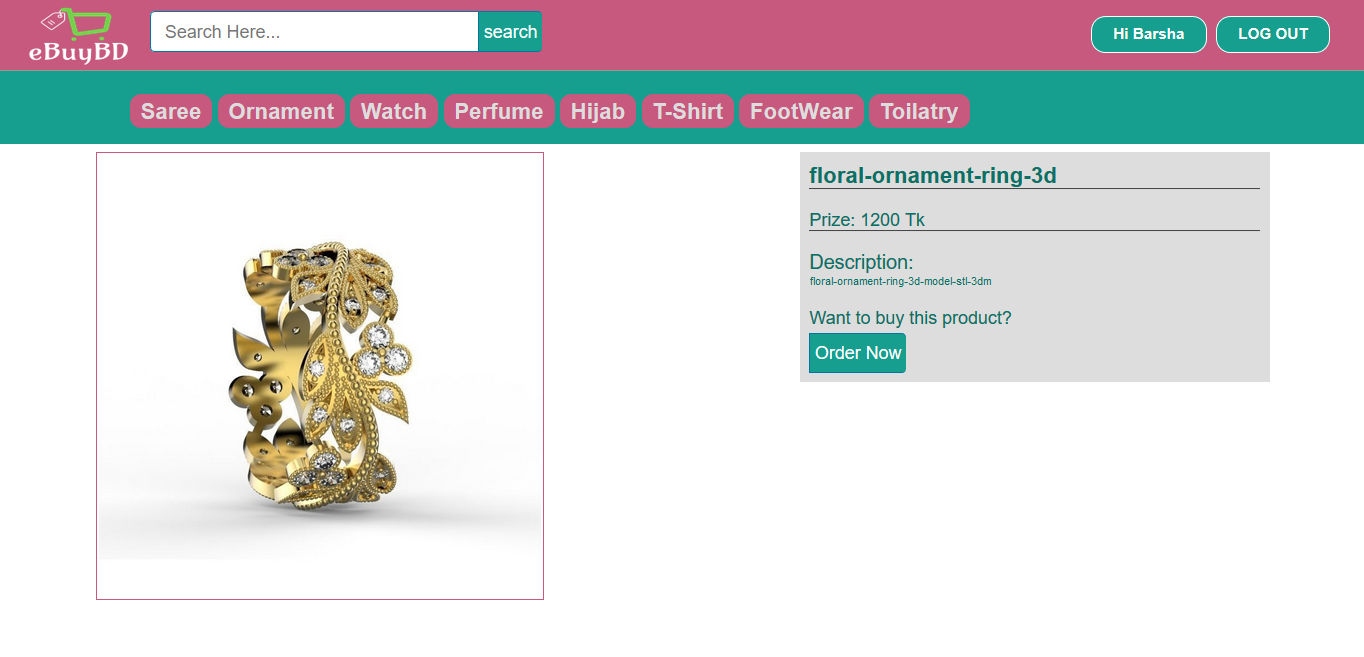 eBuyBD
Search Here...
search
Hi Barsha
LOG OUT
Saree
Ornament
Watch
Perfume
Hijab
T-Shirt
FootWear
Toilatry
floral-ornament-ring-3d
Prize: 1200 Tk
Description:
floral-ornament-ring-3d-model-stl-3dm
Want to buy this product?
Order Now